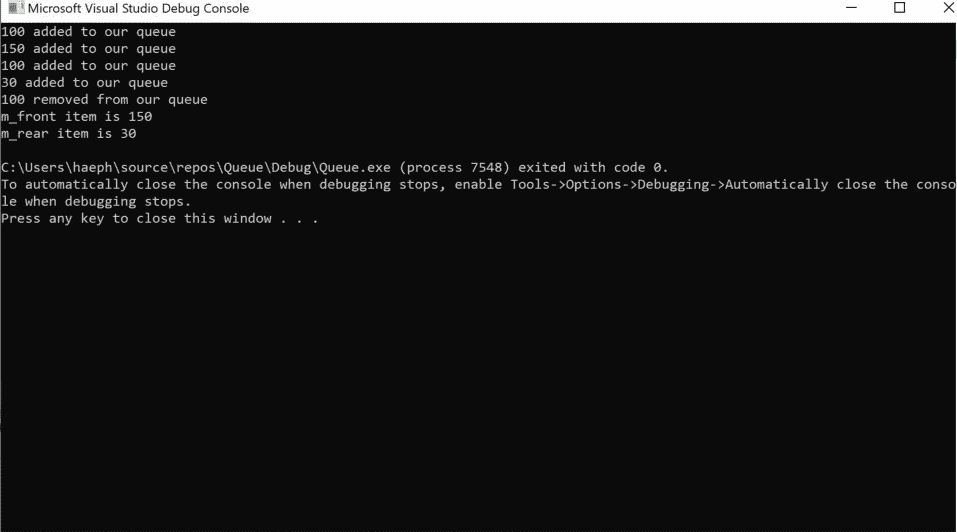 Microsoft Visual Studio Debug Console
100 added to our queue
150 added to our queue
100 added to our queue
30 added to our queue
100 removed from our queue
m_front item is 150
m_rear item is 30
C:\Users\haeph\source\repos\Queue\Debug\Queue.exe (process 7548) exited with code 0.
To automatically close the console when debugging stops, enable Tools->Options->Debugging->Automatically close the conso
le when debugging stops.
Press any key to close this window . . .